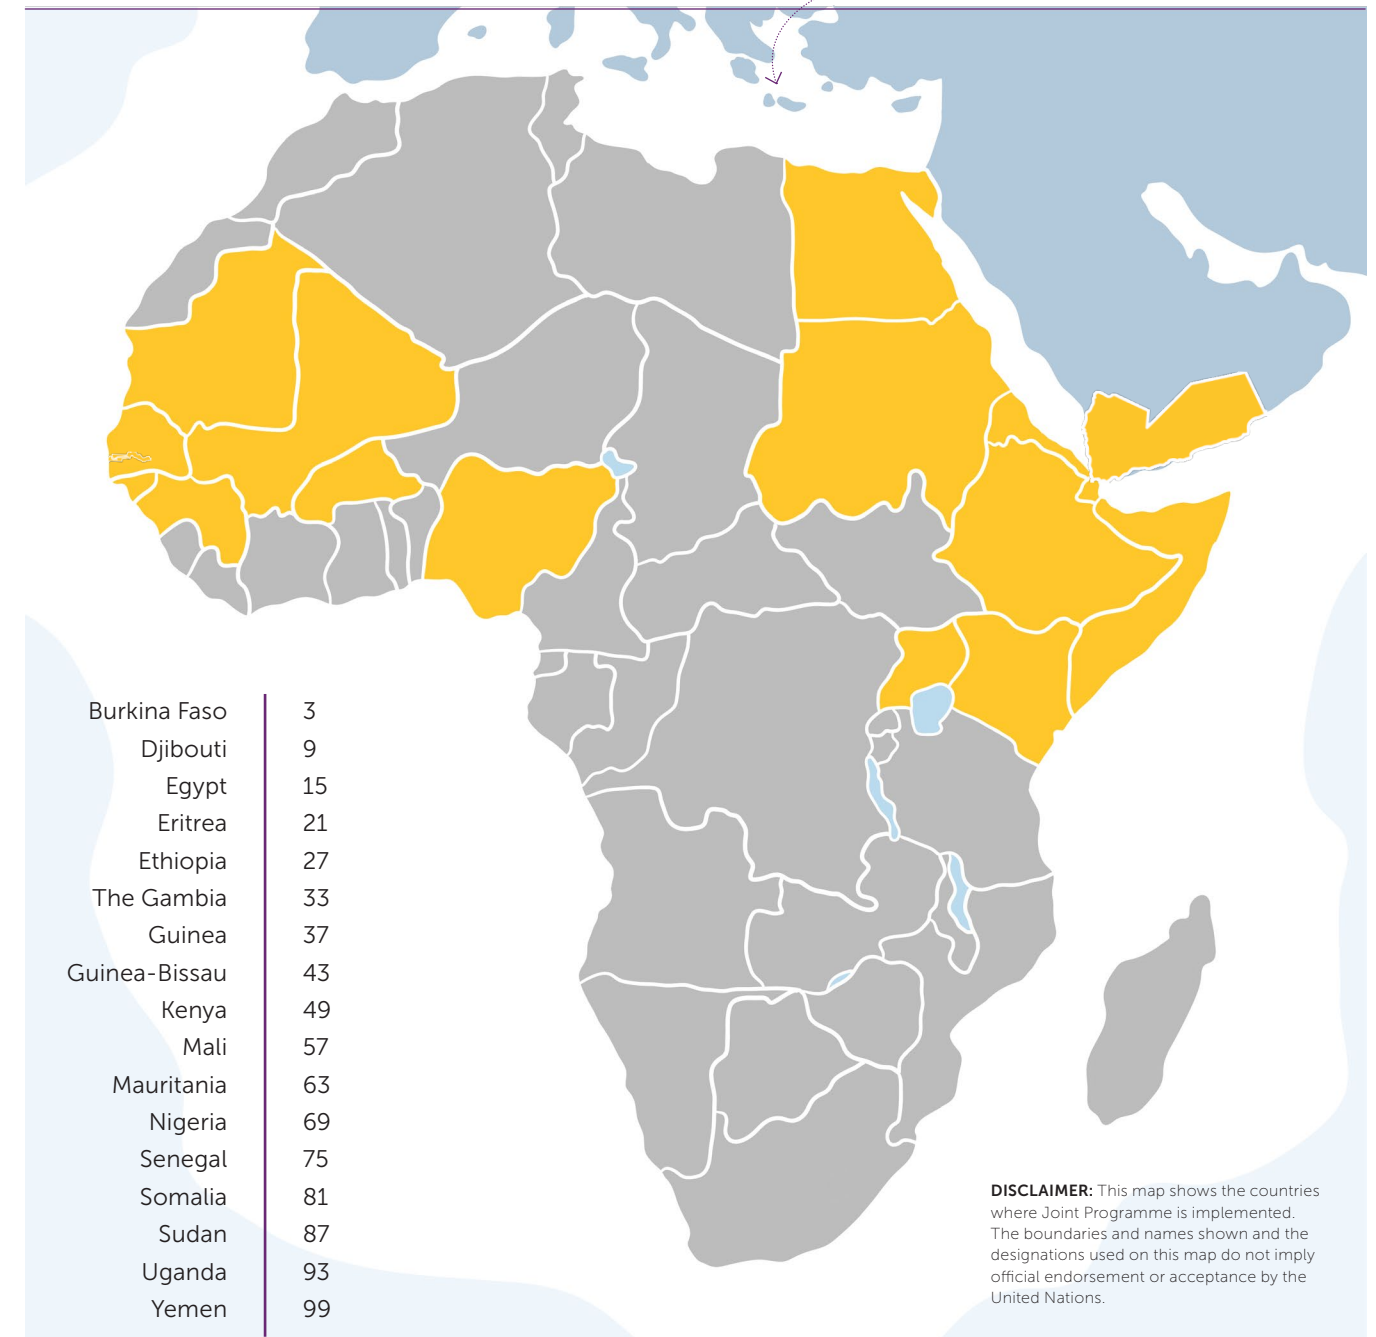 Burkina Faso 3
Djibouti 9
Egypt 15
Eritrea 21
Ethiopia 27
The Gambia 33
Guinea 37
Guinea-Bissau 43
Kenya 49
Mali 57
Mauritania 63
Nigeria 69
Senegal 75
Somalia 81
Sudan 87
Uganda 93
Yemen 99
DISCLAIMER: This map shows the countries
where Joint Programme is implemented.
The boundaries and names shown and the
designations used on this map do not imply
official endorsement or acceptance by the
United Nations.